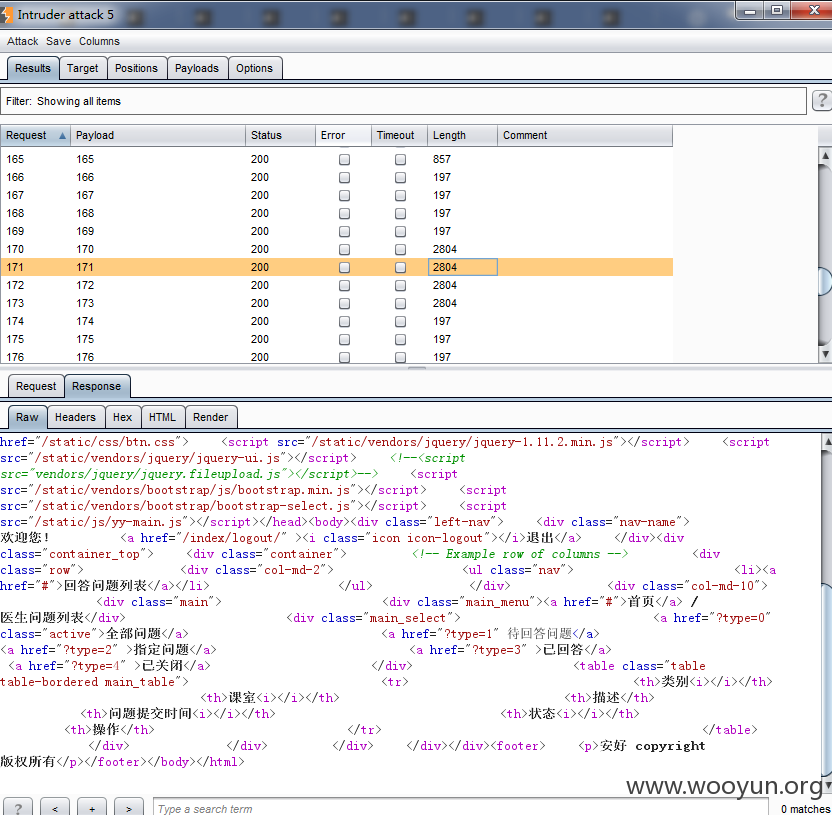 Intruder attack 5
Attack Save Columns
Results Target Positions Payloads Options
Filter: Showing all items ?
Request Payload Status Error Timeout Length Comment
165 165 200 857
166 166 200 197
167 167 200 197
168 168 200 197
169 169 200 197
170 170 200 2804
171 171 200 2804
172 172 200 2804
173 173 200 2804
174 174 200 197
175 175 200 197
176 176 200 197
Request Response
Raw Headers Hex HTML Render
href="/static/css/btn.css"> <script src="/static/vendors/jquery/jquery-1.11.2.min.js"></script> <script
src="/static/vendors/jquery/jquery-ui.js"></script> <!--<script
src="vendors/jquery/jquery.fileupload.js"></script>--> <script
src="/static/vendors/bootstrap/js/bootstrap.min.js"></script> <script
src="/static/vendors/bootstrap/bootstrap-select.js"></script> <script
src="/static/js/yy-main.js"></script></head><body><div class="left-nav"> <div class="nav-name">
欢迎您! <a href="/index/logout/" ><i class="icon icon-logout"></i>退出</a> </div><div
class="container_top"> <div class="container"> <!-- Example row of columns --> <div
class="row"> <div class="col-md-2"> <ul class="nav"> <li><a
href="#">回答问题列表</a></li> </ul> </div> <div class="col-md-10">
<div class="main"> <div class="main_menu"><a href="#">首页</a> /
医生问题列表</div> <div class="main_select"> <a href="?type=0"
class="active">全部问题</a> <a href="?type=1" 待回答问题</a>
<a href="?type=2" >指定问题</a> <a href="?type=3" >已回答</a>
<a href="?type=4" >已关闭</a> </div> <table class="table
table-bordered main_table"> <tr> <th>类别<i></i></th>
<th>课室<i></i></th> <th>描述</th>
<th>问题提交时间<i></i></th> <th>状态<i></i></th>
<th>操作</th> </tr> </table>
</div> </div> </div> </div></div><footer> <p>安好 copyright
版权所有</p></footer></body></html>
www.wooyun.org
? < + > Type a search term 0 matches